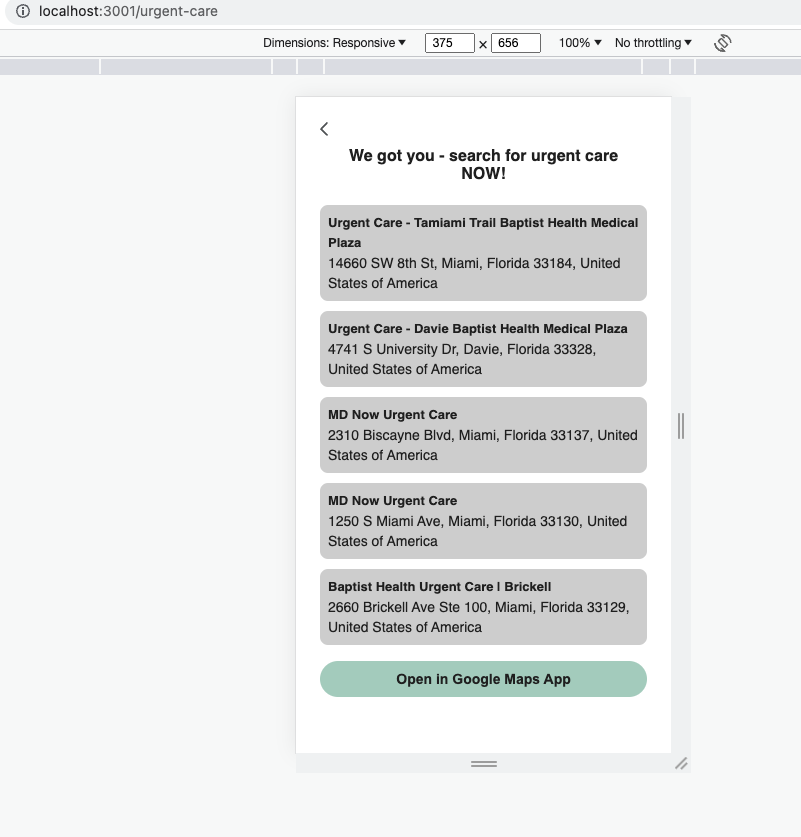 localhost:3001/urgent-care
Dimensions: Responsive ▼ 375 × 656 100% ▼ No throttling ▼
We got you - search for urgent care
NOW!
Urgent Care - Tamiami Trail Baptist Health Medical
Plaza
14660 SW 8th St, Miami, Florida 33184, United
States of America
Urgent Care - Davie Baptist Health Medical Plaza
4741 S University Dr, Davie, Florida 33328,
United States of America
MD Now Urgent Care
2310 Biscayne Blvd, Miami, Florida 33137, United
States of America
MD Now Urgent Care
1250 S Miami Ave, Miami, Florida 33130, United
States of America
Baptist Health Urgent Care | Brickell
2660 Brickell Ave Ste 100, Miami, Florida 33129,
United States of America
Open in Google Maps App